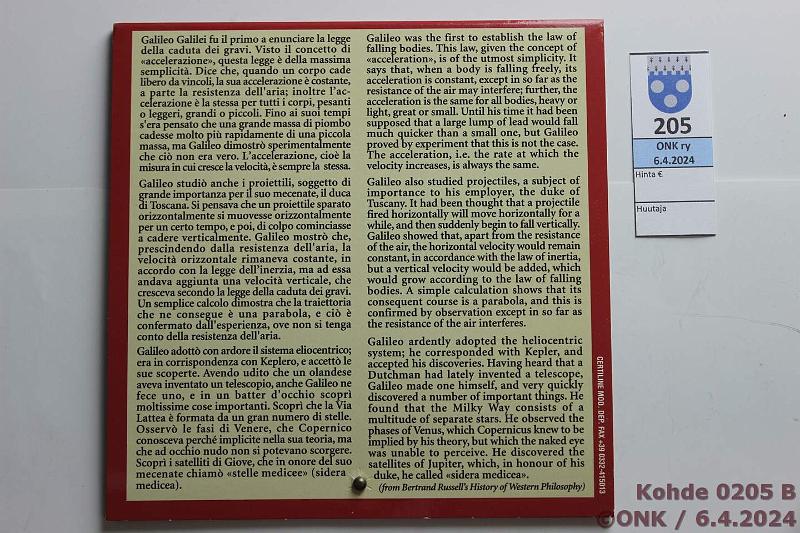 Galileo Galilei fu il primo a enunciare la legge
della caduta dei gravi. Visto il concetto di
«accelerazione», questa legge è della massima
semplicità. Dice che, quando un corpo cade
libero da vincoli, la sua accelerazione è costante,
a parte la resistenza dell'aria; inoltre l'ac-
celerazione è la stessa per tutti i corpi, pesanti
o leggeri, grandi o piccoli. Fino ai suoi tempi
s'era pensato che una grande massa di piombo
cadesse molto più rapidamente di una piccola
massa, ma Galileo dimostrò sperimentalmente
che ciò non era vero. L'accelerazione, cioè la
misura in cui cresce la velocità, è sempre la stessa.
Galileo studiò anche i proiettili, soggetto di
grande importanza per il suo mecenate, il duca
di Toscana. Si pensava che un proiettile sparato
orizzontalmente si muovesse orizzontalmente
per un certo tempo, e poi, di colpo cominciasse
a cadere verticalmente. Galileo mostrò che,
prescindendo dalla resistenza dell'aria, la
velocità orizzontale rimaneva costante, in
accordo con la legge dell'inerzia, ma ad essa
andava aggiunta una velocità verticale, che
cresceva secondo la legge della caduta dei gravi.
Un semplice calcolo dimostra che la traiettoria
che ne consegue è una parabola, e ciò è
confermato dall'esperienza, ove non si tenga
conto della resistenza dell'aria.
Galileo adottò con ardore il sistema eliocentrico;
era in corrispondenza con Keplero, e accettò le
sue scoperte. Avendo udito che un olandese
aveva inventato un telescopio, anche Galileo ne
fece uno, e in un batter d'occhio scoprì
moltissime cose importanti. Scoprì che la Via
Lattea è formata da un gran numero di stelle.
Osservò le fasi di Venere, che Copernico
conosceva perché implicite nella sua teoria, ma
che ad occhio nudo non si potevano scorgere.
Scoprì i satelliti di Giove, che in onore del suo
mecenate chiamò «stelle medicee» (sidera
medicea).
Galileo was the first to establish the law of
falling bodies. This law, given the concept of
«acceleration», is of the utmost simplicity. It
says that, when a body is falling freely, its
acceleration is constant, except in so far as the
resistance of the air may interfere; further, the
acceleration is the same for all bodies, heavy or
light, great or small. Until his time it had been
supposed that a large lump of lead would fall
much quicker than a small one, but Galileo
proved by experiment that this is not the case.
The acceleration, i.e. the rate at which the
velocity increases, is always the same.
Galileo also studied projectiles, a subject of
importance to his employer, the duke of
Tuscany. It had been thought that a projectile
fired horizontally will move horizontally for a
while, and then suddenly begin to fall vertically.
Galileo showed that, apart from the resistance
of the air, the horizontal velocity would remain
constant, in accordance with the law of inertia,
but a vertical velocity would be added, which
would grow according to the law of falling
bodies. A simple calculation shows that its
consequent course is a parabola, and this is
confirmed by observation except in so far as
the resistance of the air interferes.
Galileo ardently adopted the heliocentric
system; he corresponded with Kepler, and
accepted his discoveries. Having heard that a
Dutchman had lately invented a telescope,
Galileo made one himself, and very quickly
discovered a number of important things. He
found that the Milky Way consists of a
multitude of separate stars. He observed the
phases of Venus, which Copernicus knew to be
implied by his theory, but which the naked eye
was unable to perceive. He discovered the
satellites of Jupiter, which, in honour of his
duke, he called «sidera medicea».
(from Bertrand Russell's History of Western Philosophy)
CERTILINE MOD. DEP. FAX +39 0332-415013
205
ONK ry
6.4.2024
Hinta €
Huutaja
Kohde 0205 B
©ONK / 6.4.2024